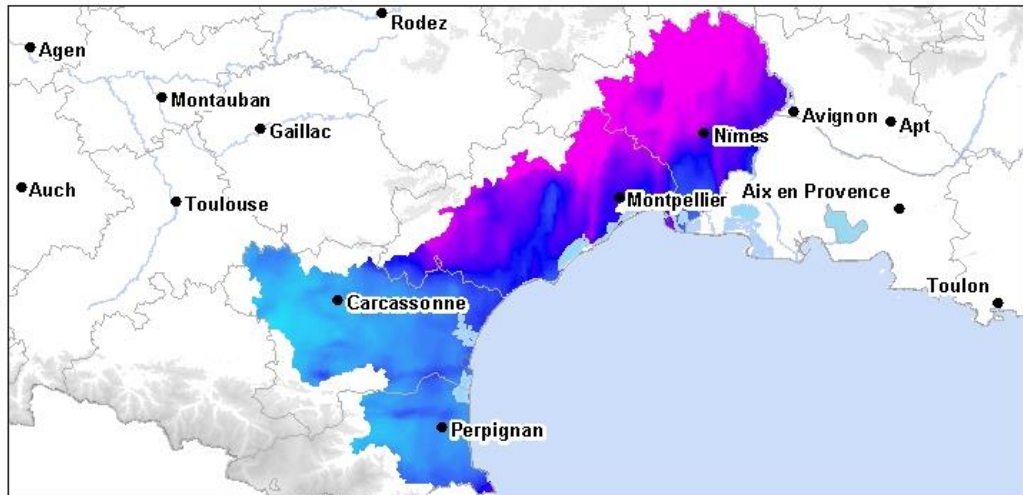 Rodez
Agen
Montauban
Gaillac
Avignon
Apt
Nîmes
Auch
Toulouse
Montpellier
Aix en Provence
Toulon
Carcassonne
Perpignan